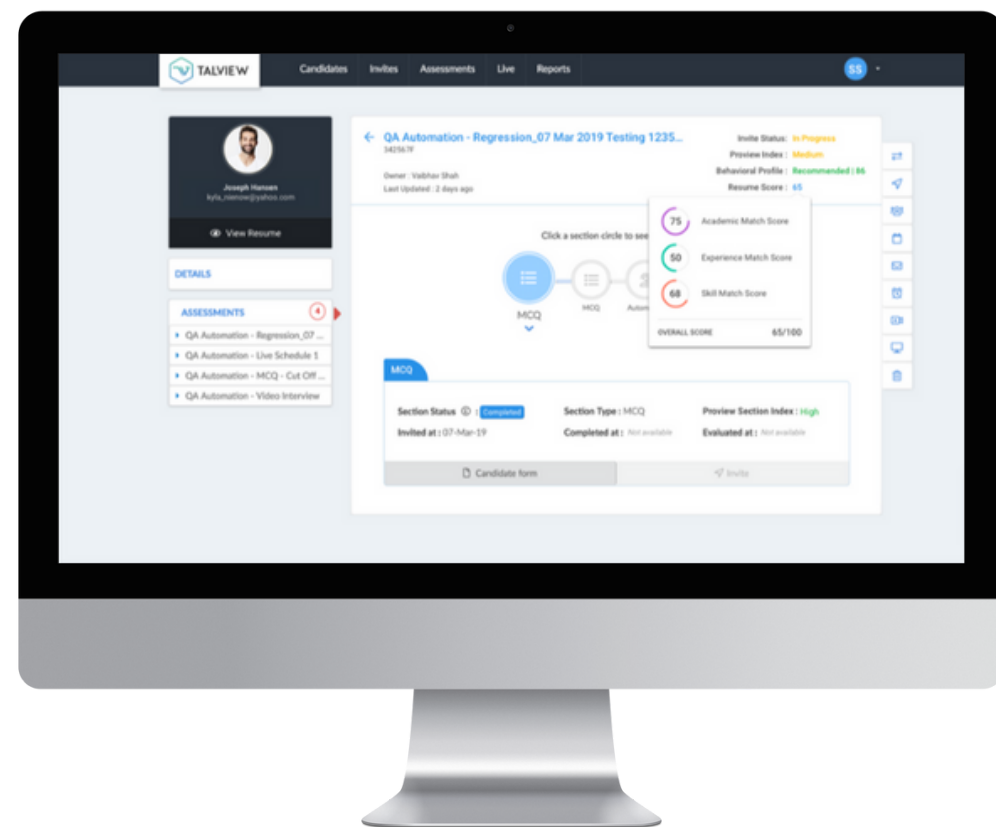 TALVIEW
Candidates Invites Assessments Live Reports
SS
Joseph Hansen
kyla_nienow@yahoo.com
View Resume
DETAILS
ASSESSMENTS 4
QA Automation - Regression_07 ...
QA Automation - Live Schedule 1
QA Automation - MCQ - Cut Off ...
QA Automation - Video Interview
QA Automation - Regression_07 Mar 2019 Testing 1235...
342567F
Owner : Vaibhav Shah
Last Updated : 2 days ago
Invite Status: In Progress
Proview Index : Medium
Behavioral Profile : Recommended : 86
Resume Score : 65
75 Academic Match Score
50 Experience Match Score
68 Skill Match Score
OVERALL SCORE 65/100
Click a section circle to see
MCQ
MCQ
Autom
MCQ
Section Status : Completed
Section Type : MCQ
Proview Section Index : High
Invited at : 07-Mar-19
Completed at : Not available
Evaluated at : Not available
Candidate form
Invite